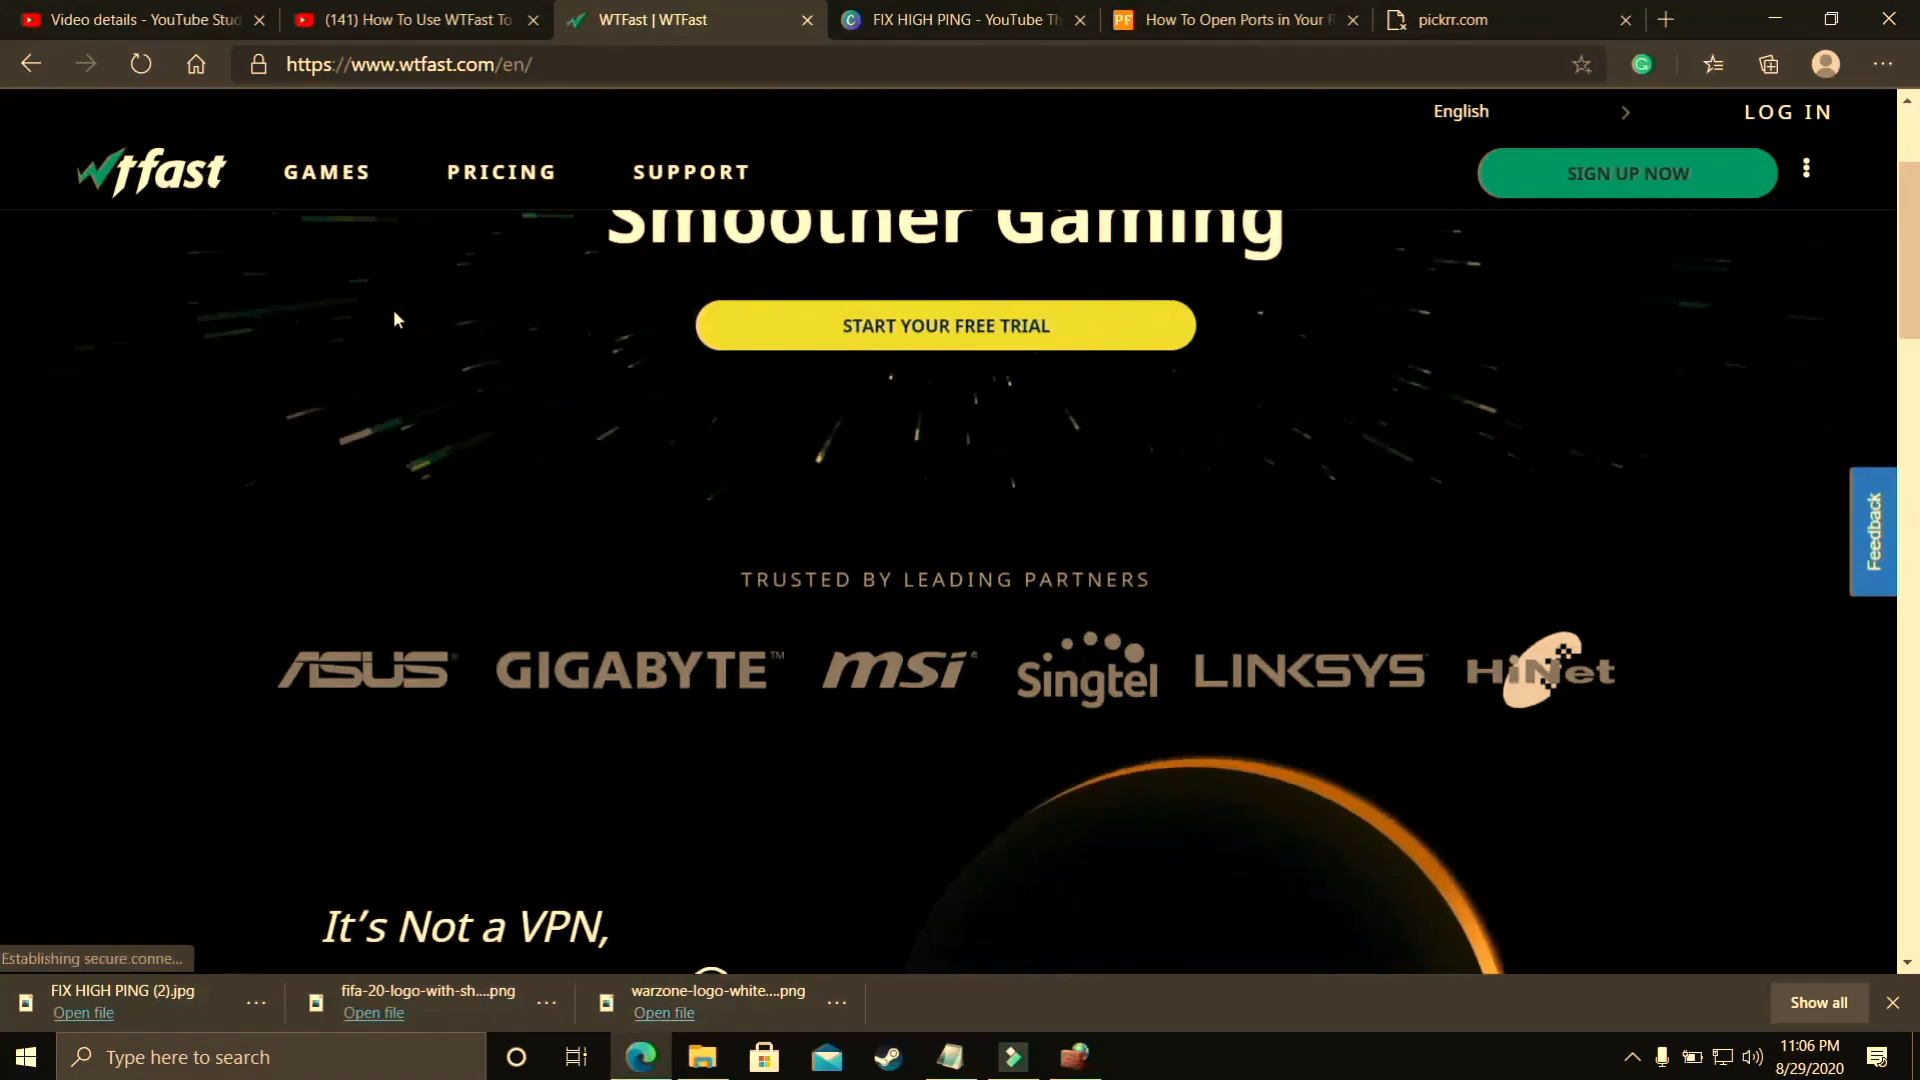 Video details - YouTube Stud
(141) How To Use WTFast To
WTFast | WTFast
FIX HIGH PING - YouTube Th
PF
How To Open Ports in Your R
pickrr.com
https://www.wtfast.com/en/
English
LOG IN
wtfast
GAMES
PRICING
SUPPORT
SIGN UP NOW
Smoother Gaming
START YOUR FREE TRIAL
Feedback
TRUSTED BY LEADING PARTNERS
ASUS
GIGABYTE™
msi
Singtel
LINKSYS
HiNet
It's Not a VPN,
Establishing secure conne...
FIX HIGH PING (2).jpg
Open file
fifa-20-logo-with-sh....png
Open file
warzone-logo-white....png
Open file
Show all
Type here to search
11:06 PM
8/29/2020